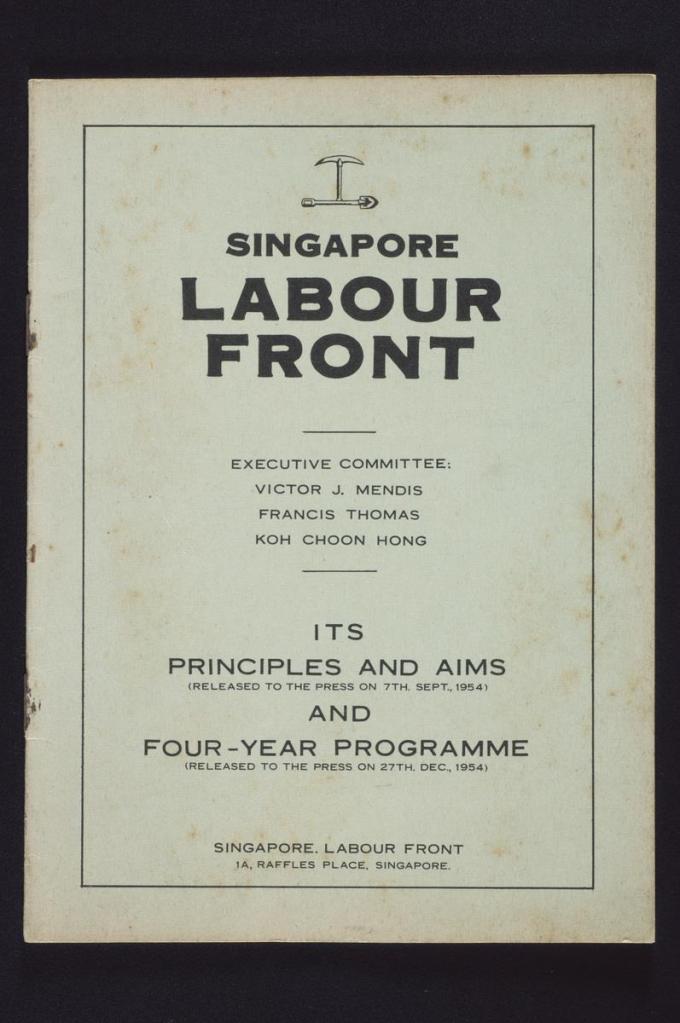 SINGAPORE
LABOUR
FRONT
EXECUTIVE COMMITTEE:
VICTOR J. MENDIS
FRANCIS THOMAS
KOH CHOON HONG
ITS
PRINCIPLES AND AIMS
(RELEASED TO THE PRESS ON 7TH. SEPT., 1954)
AND
FOUR-YEAR PROGRAMME
(RELEASED TO THE PRESS ON 27TH. DEC., 1954)
SINGAPORE. LABOUR FRONT
1A, RAFFLES PLACE, SINGAPORE.